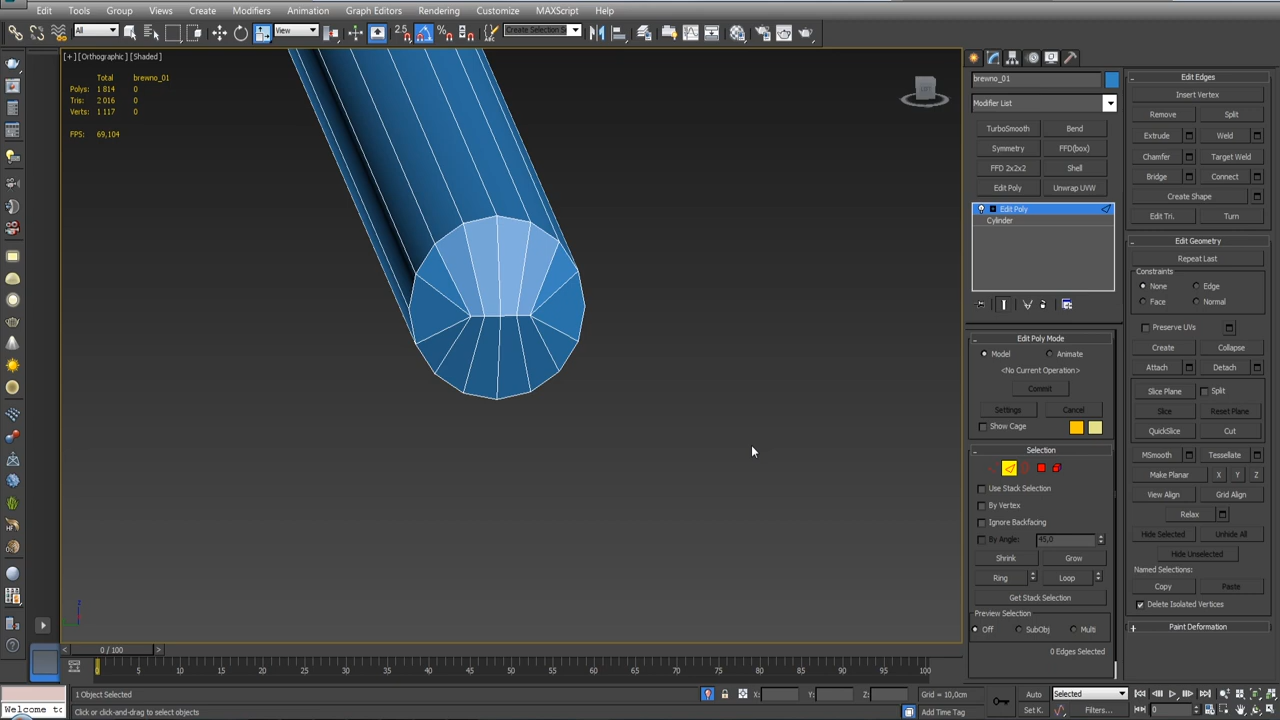 Edit Tools Group Views Create Modifiers Animation Graph Editors Rendering Customize MAXScript Help
All View 2.5 Create Selection S
[+] [Orthographic] [Shaded]
Total brewno_01
Polys: 1 814 0
Tris: 2 016 0
Verts: 1 117 0
FPS: 69,104
brewno_01
Modifier List
TurboSmooth Bend
Symmetry FFD(box)
FFD 2x2x2 Shell
Edit Poly Unwrap UVW
Edit Poly
Cylinder
Edit Poly Mode
Model Animate
<No Current Operation>
Commit
Settings Cancel
Show Cage
Selection
Use Stack Selection
By Vertex
Ignore Backfacing
By Angle: 45,0
Shrink Grow
Ring Loop
Get Stack Selection
Preview Selection
Off SubObj Multi
0 Edges Selected
Edit Edges
Insert Vertex
Remove Split
Extrude Weld
Chamfer Target Weld
Bridge Connect
Create Shape
Edit Tri. Turn
Edit Geometry
Repeat Last
Constraints
None Edge
Face Normal
Preserve UVs
Create Collapse
Attach Detach
Slice Plane Split
Slice Reset Plane
QuickSlice Cut
MSmooth Tessellate
Make Planar X Y Z
View Align Grid Align
Relax
Hide Selected Unhide All
Hide Unselected
Named Selections:
Copy Paste
Delete Isolated Vertices
Paint Deformation
< 0 / 100 >
0 5 10 15 20 25 30 35 40 45 50 55 60 65 70 75 80 85 90 95 100
1 Object Selected X: Y: Z: Grid = 10,0cm Auto Selected
Welcome to Click or click-and-drag to select objects Add Time Tag Set K. Filters... 0